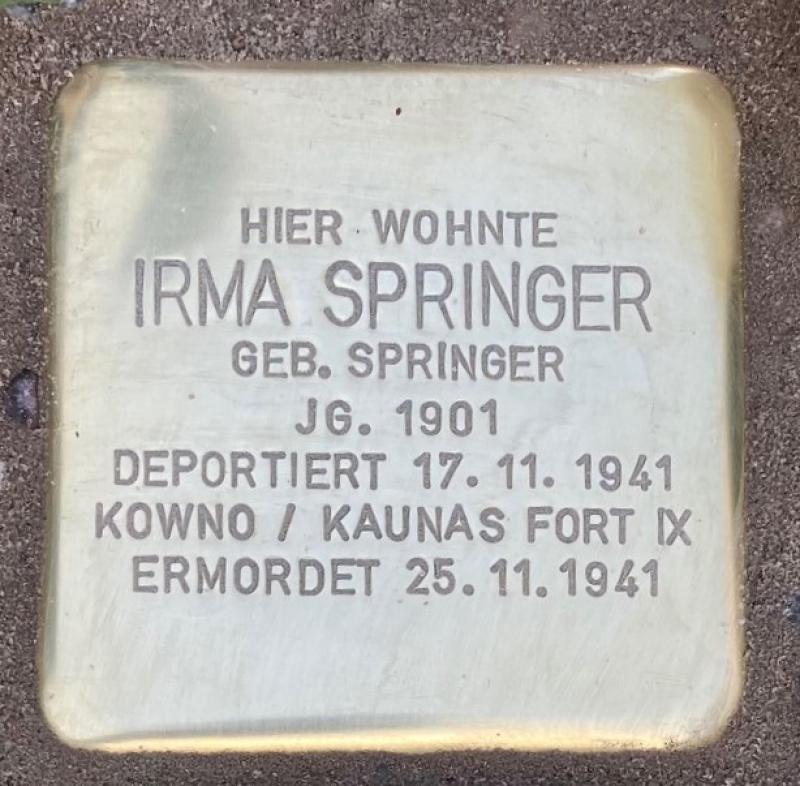 HIER WOHNTE
IRMA SPRINGER
GEB. SPRINGER
JG. 1901
DEPORTIERT 17. 11. 1941
KOWNO / KAUNAS FORT IX
ERMORDET 25. 11. 1941